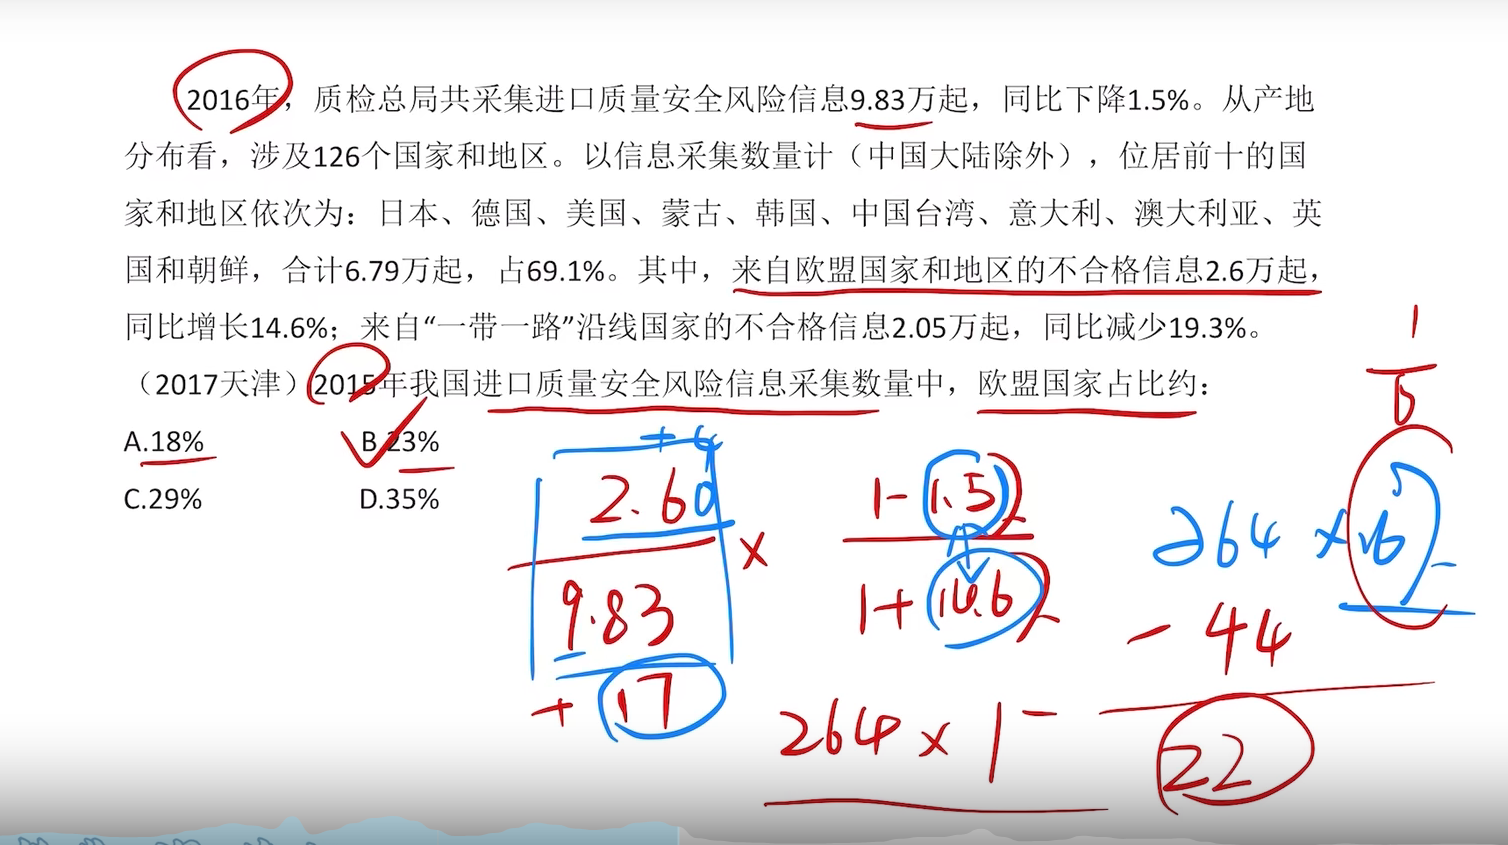 2016年，质检总局共采集进口质量安全风险信息9.83万起，同比下降1.5%。从产地
分布看，涉及126个国家和地区。以信息采集数量计（中国大陆除外），位居前十的国
家和地区依次为：日本、德国、美国、蒙古、韩国、中国台湾、意大利、澳大利亚、英
国和朝鲜，合计6.79万起，占69.1%。其中，来自欧盟国家和地区的不合格信息2.6万起，
同比增长14.6%；来自“一带一路”沿线国家的不合格信息2.05万起，同比减少19.3%。
（2017天津）2015年我国进口质量安全风险信息采集数量中，欧盟国家占比约：
A.18% B.23%
C.29% D.35%
+4
2.60
9.83
+17
×
1-1.5%
1+14.6%
264 × 1-
264 ×
-44
22